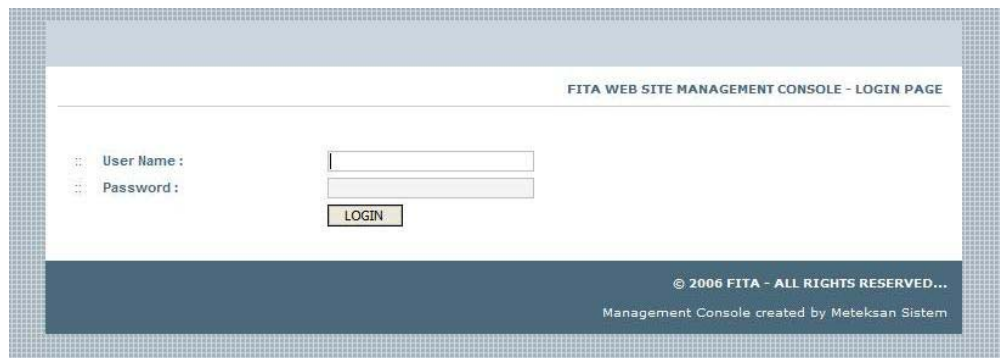 FITA WEB SITE MANAGEMENT CONSOLE - LOGIN PAGE
:: User Name :
:: Password :
LOGIN
© 2006 FITA - ALL RIGHTS RESERVED...
Management Console created by Meteksan Sistem